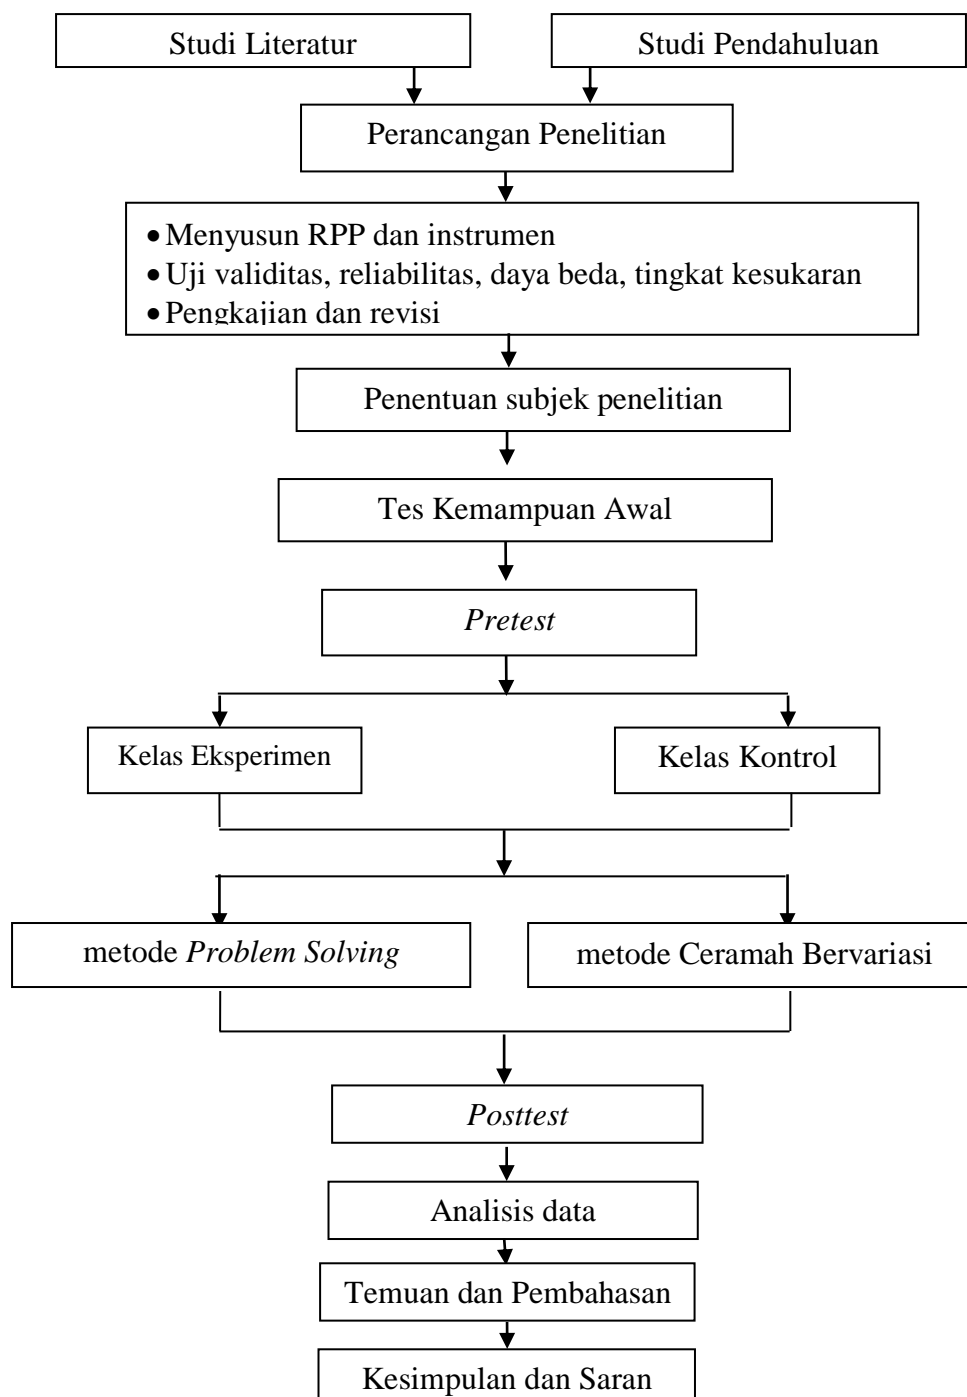 Studi Literatur
Studi Pendahuluan
Perancangan Penelitian
• Menyusun RPP dan instrumen
• Uji validitas, reliabilitas, daya beda, tingkat kesukaran
• Pengkajian dan revisi
Penentuan subjek penelitian
Tes Kemampuan Awal
Pretest
Kelas Eksperimen
Kelas Kontrol
metode Problem Solving
metode Ceramah Bervariasi
Posttest
Analisis data
Temuan dan Pembahasan
Kesimpulan dan Saran